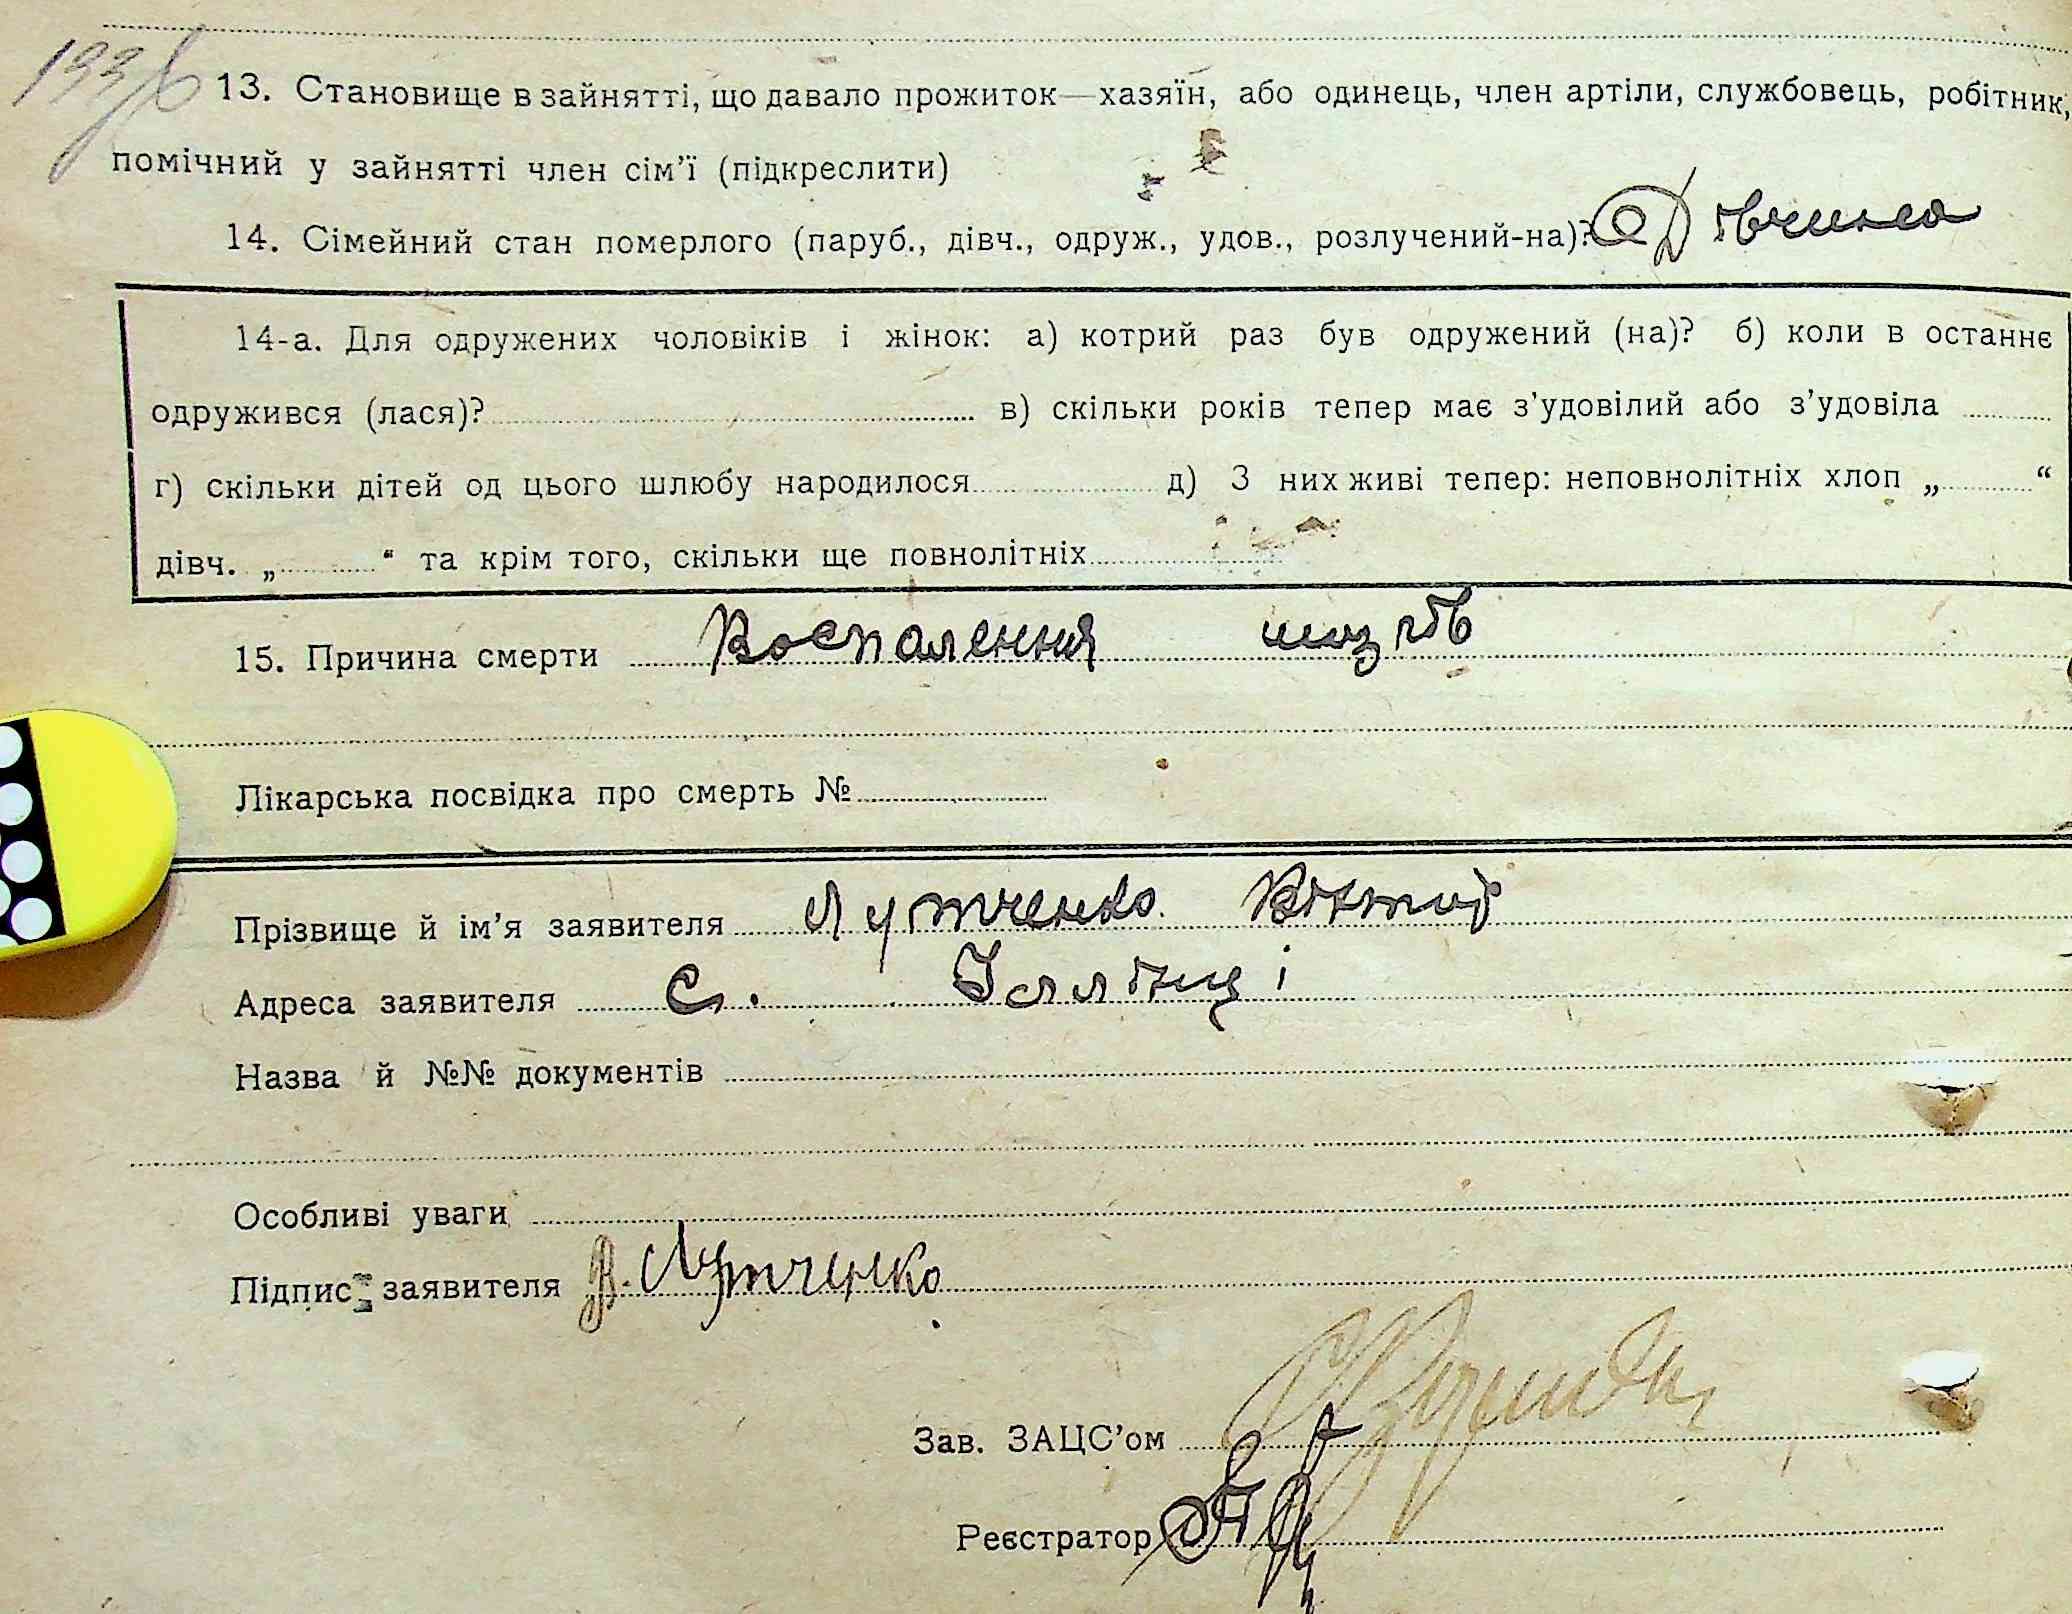 1936
13. Становище в зайнятті, що давало прожиток—хазяїн, або одинець, член артіли, службовець, робітник,
помічний у зайнятті член сім'ї (підкреслити)
14. Сімейний стан померлого (паруб., дівч., одруж., удов., розлучений-на)? Дівчина
14-а. Для одружених чоловіків і жінок: а) котрий раз був одружений (на)? б) коли в останнє
одружився (лася)? в) скільки років тепер має з'удовілий або з'удовіла
г) скільки дітей од цього шлюбу народилося д) З них живі тепер: неповнолітніх хлоп „ “
дівч. „ “ та крім того, скільки ще повнолітніх
15. Причина смерти Воспалення мозгів
Лікарська посвідка про смерть №
Прізвище й ім'я заявителя Лутченко Віктор
Адреса заявителя с. Іллінці
Назва й №№ документів
Особливі уваги
Підпис заявителя В. Лутченко
Зав. ЗАЦС'ом
Реєстратор